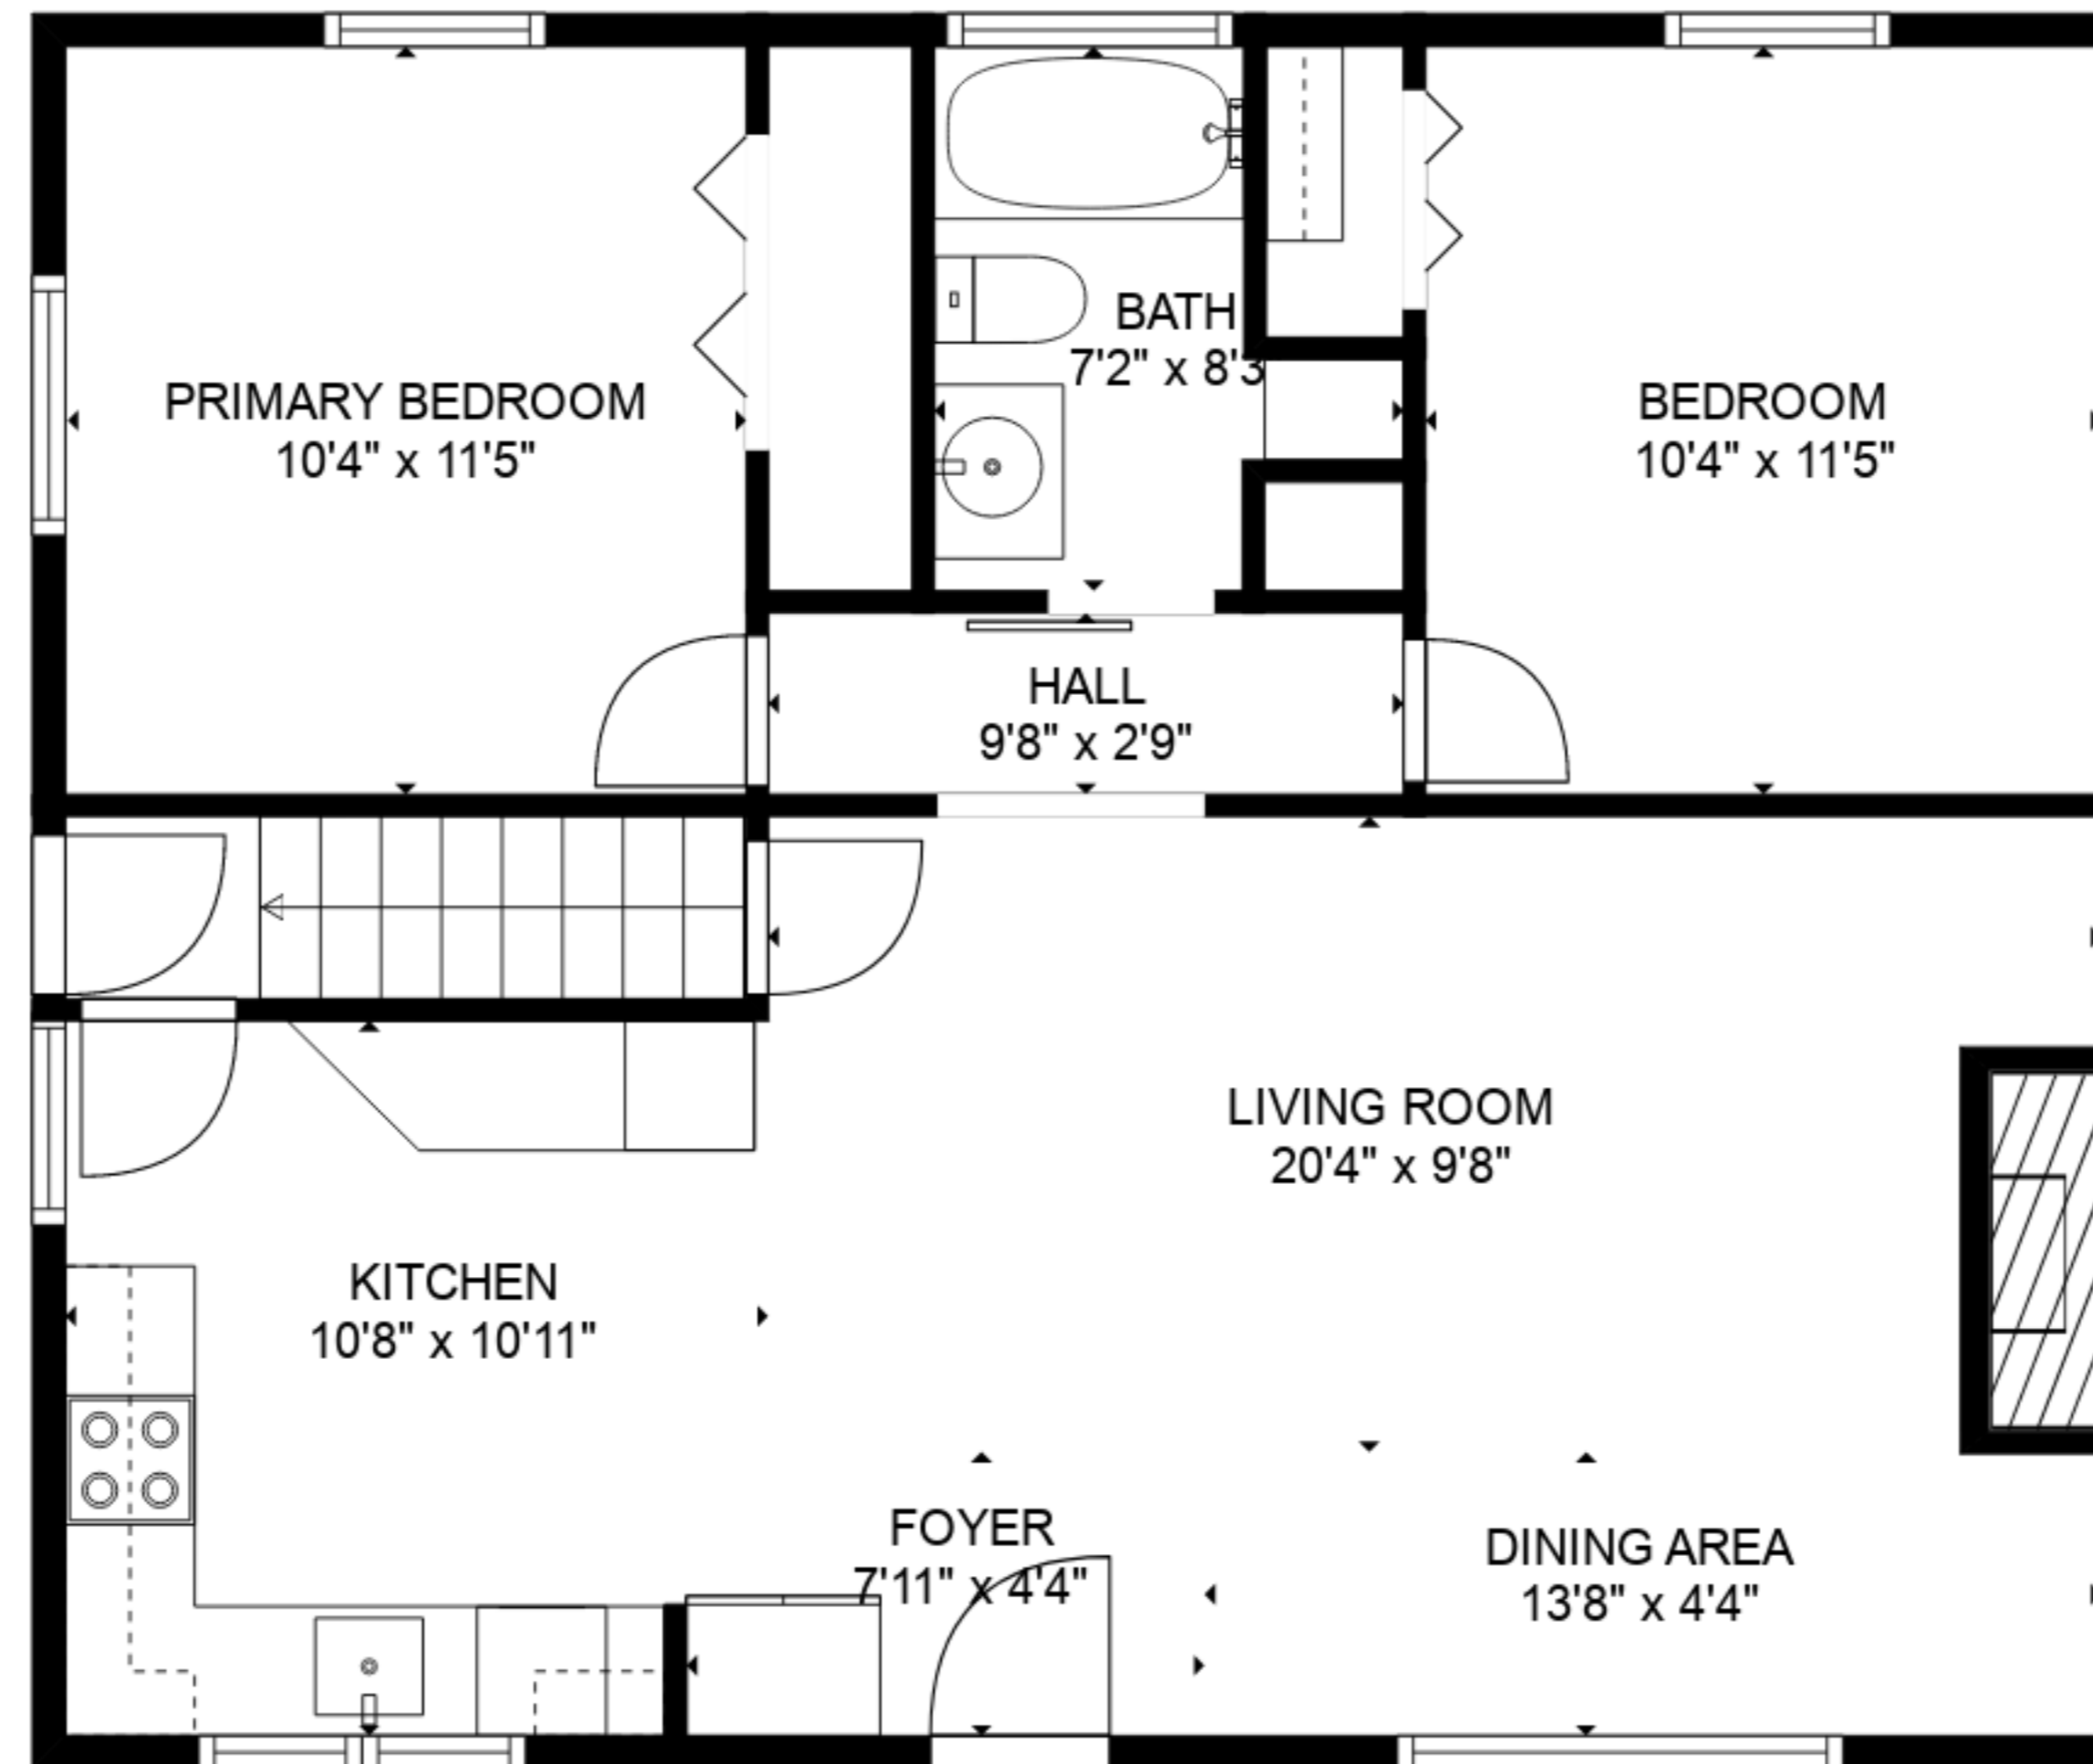 BATH
7'2" x 8'3
PRIMARY BEDROOM
10'4" x 11'5"
BEDROOM
10'4" x 11'5"
HALL
9'8" x 2'9"
LIVING ROOM
20'4" x 9'8"
KITCHEN
10'8" x 10'11"
FOYER
7'11" x 4'4"
DINING AREA
13'8" x 4'4"